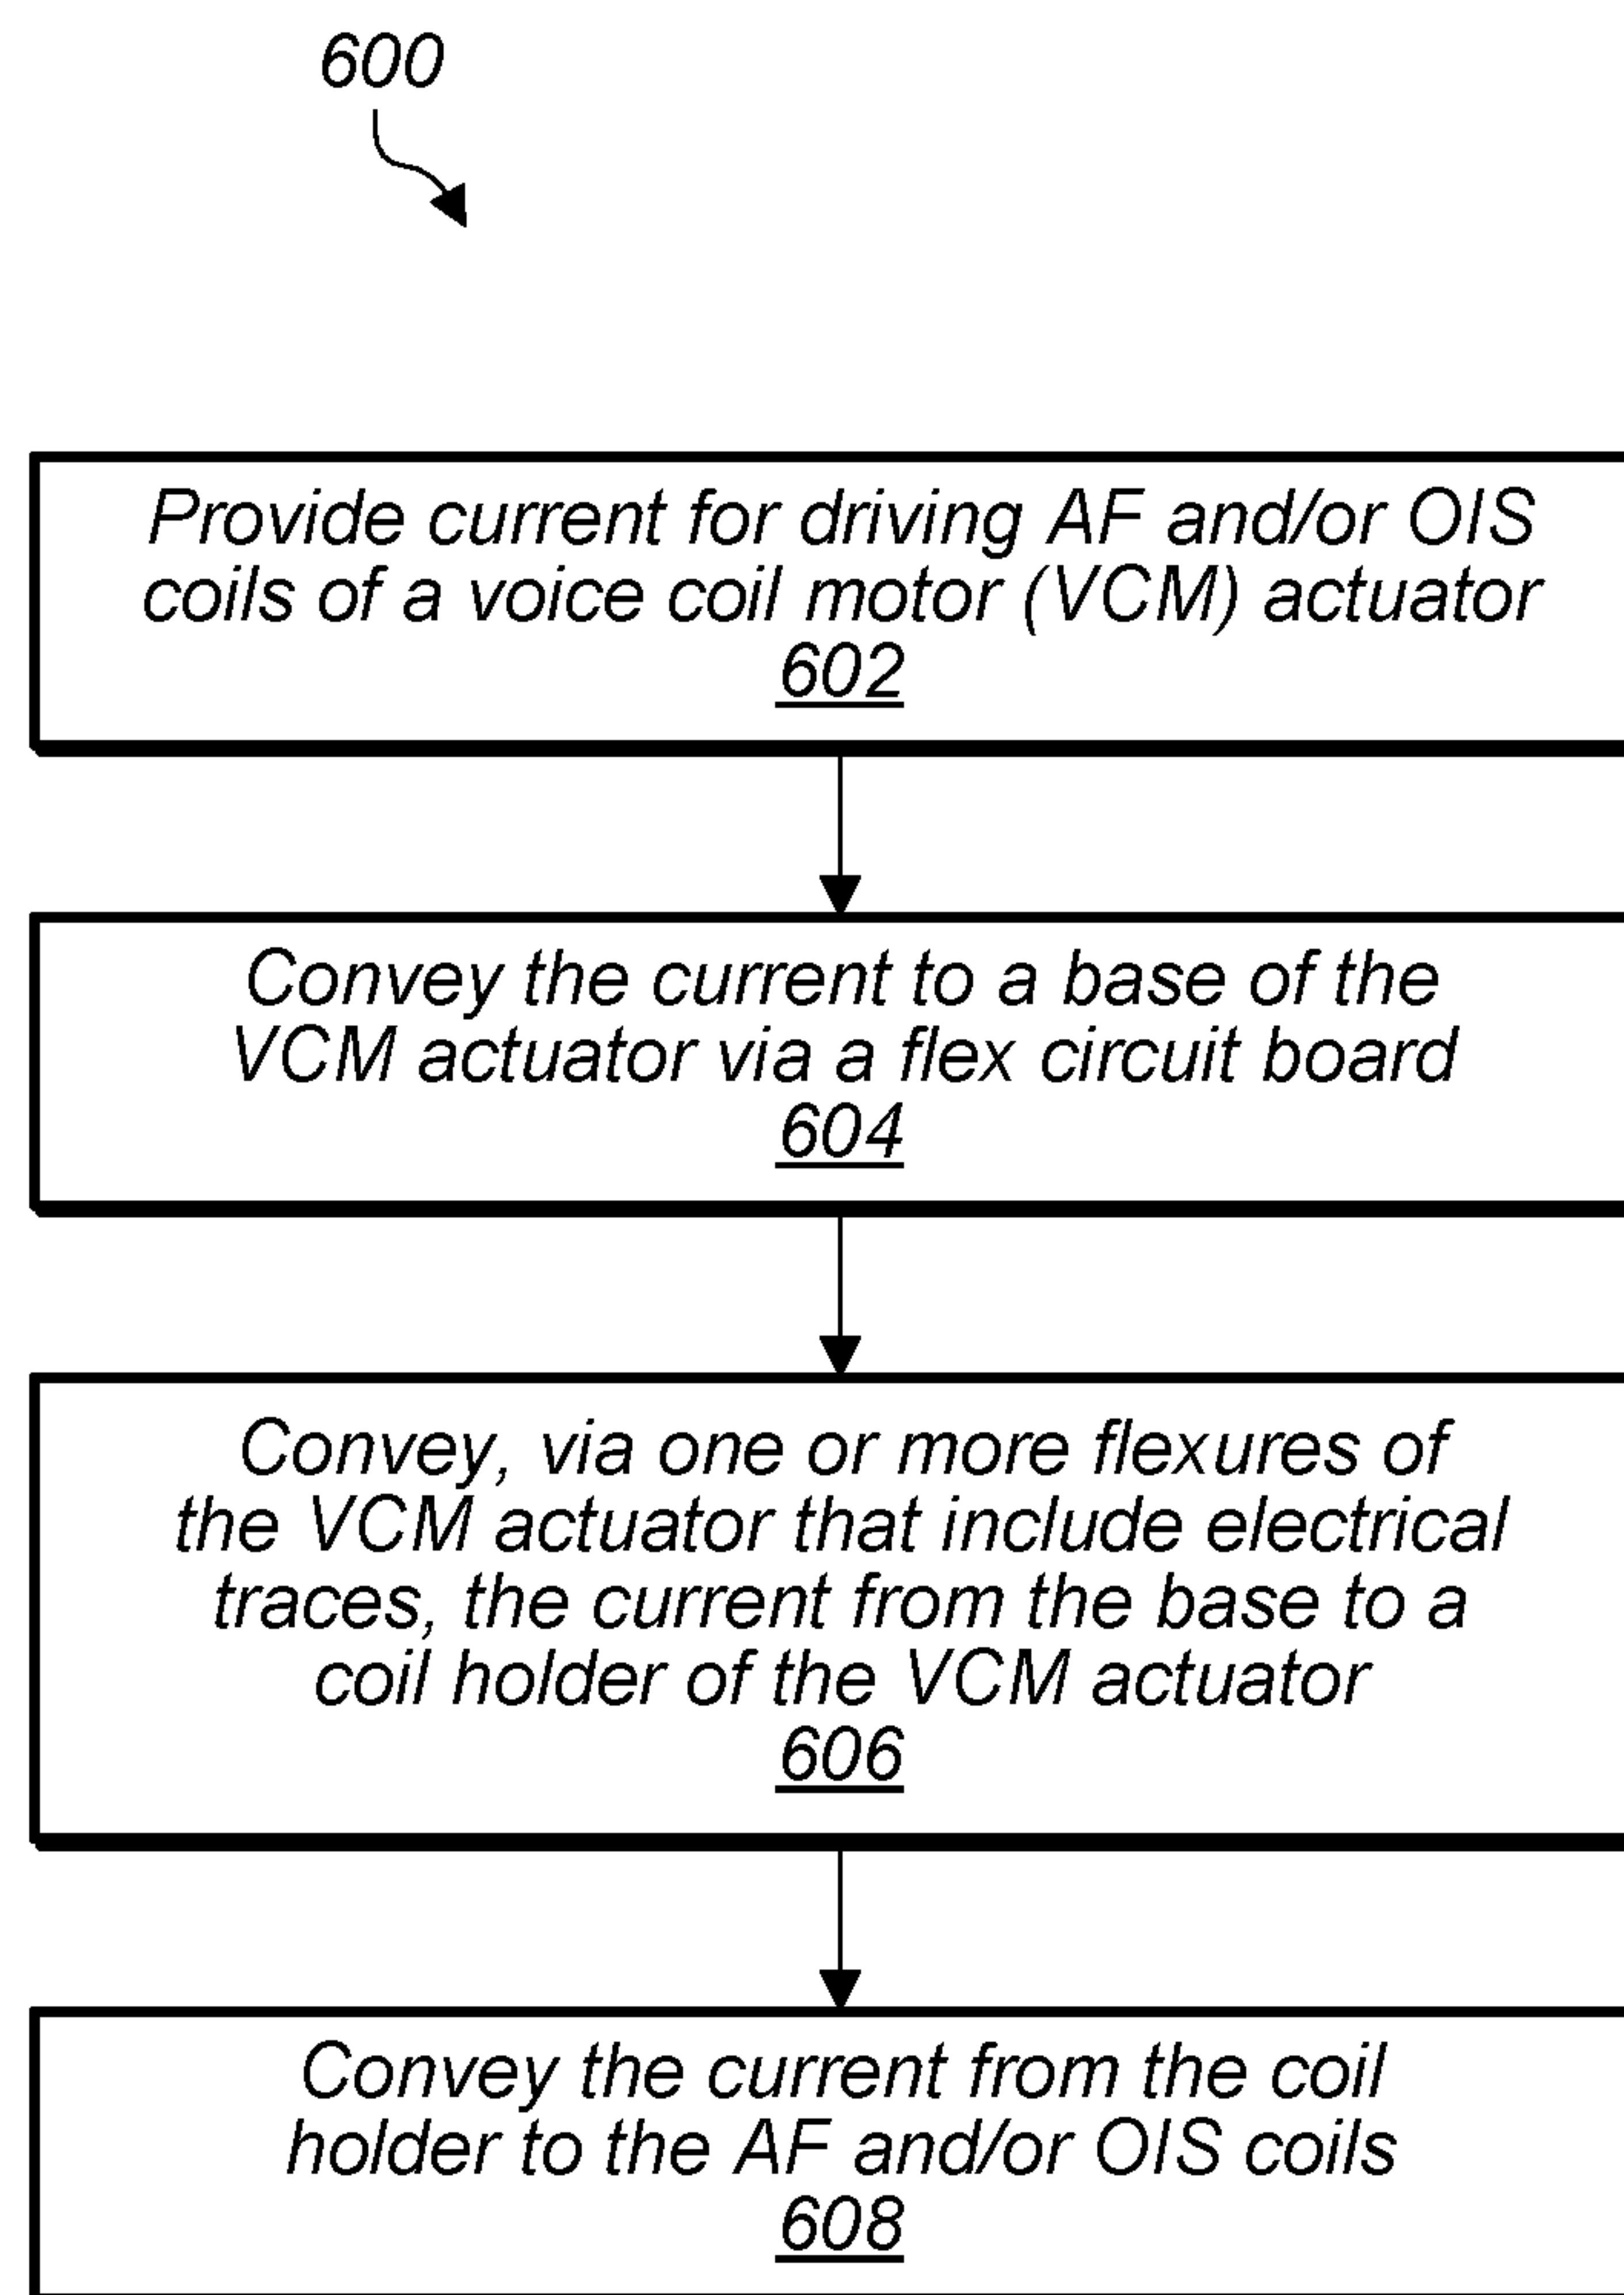 600
Provide current for driving AF and/or OIS
coils of a voice coil motor (VCM) actuator
602
Convey the current to a base of the
VCM actuator via a flex circuit board
604
Convey, via one or more flexures of
the VCM actuator that include electrical
traces, the current from the base to a
coil holder of the VCM actuator
606
Convey the current from the coil
holder to the AF and/or OIS coils
608